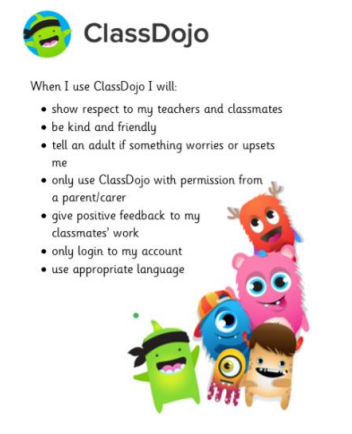 ClassDojo
When I use ClassDojo I will:
• show respect to my teachers and classmates
• be kind and friendly
• tell an adult if something worries or upsets
me
• only use ClassDojo with permission from
a parent/carer
• give positive feedback to my
classmates' work
• only login to my account
• use appropriate language